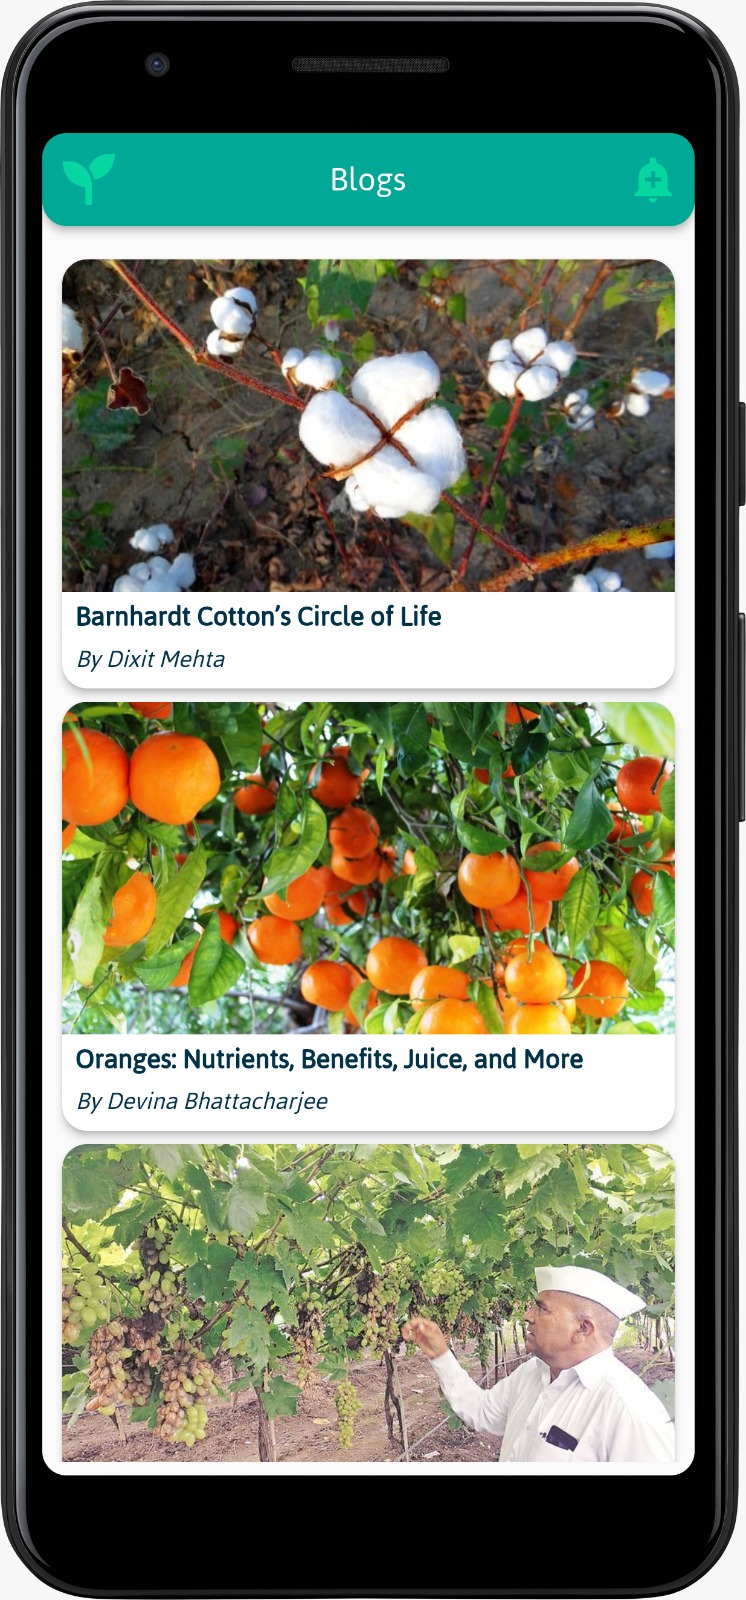 Blogs
Barnhardt Cotton’s Circle of Life
By Dixit Mehta
Oranges: Nutrients, Benefits, Juice, and More
By Devina Bhattacharjee